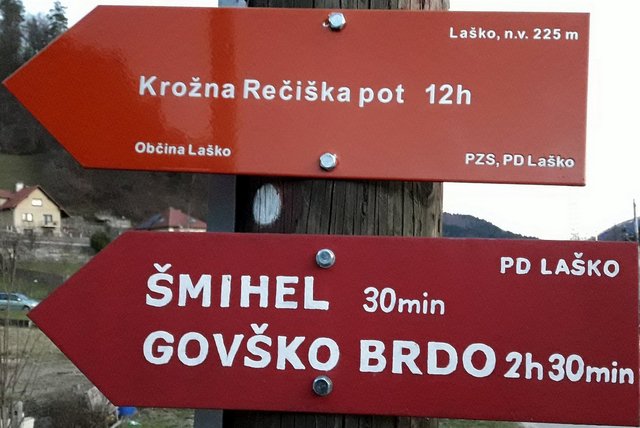 Laško, n.v. 225 m
Krožna Rečiška pot 12h
Občina Laško
PZS, PD Laško
PD LAŠKO
ŠMIHEL 30min
GOVŠKO BRDO 2h30min